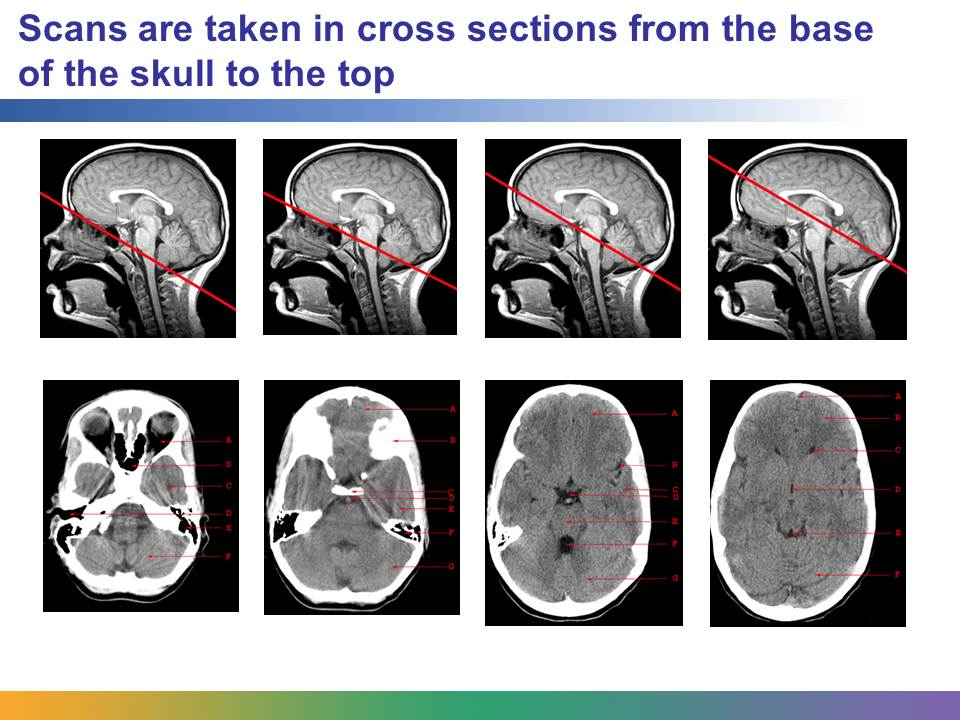 Scans are taken in cross sections from the base
of the skull to the top
A
B
C
D
E
F
A
B
C
D
E
F
G
A
B
C
D
E
F
G
A
B
C
D
E
F